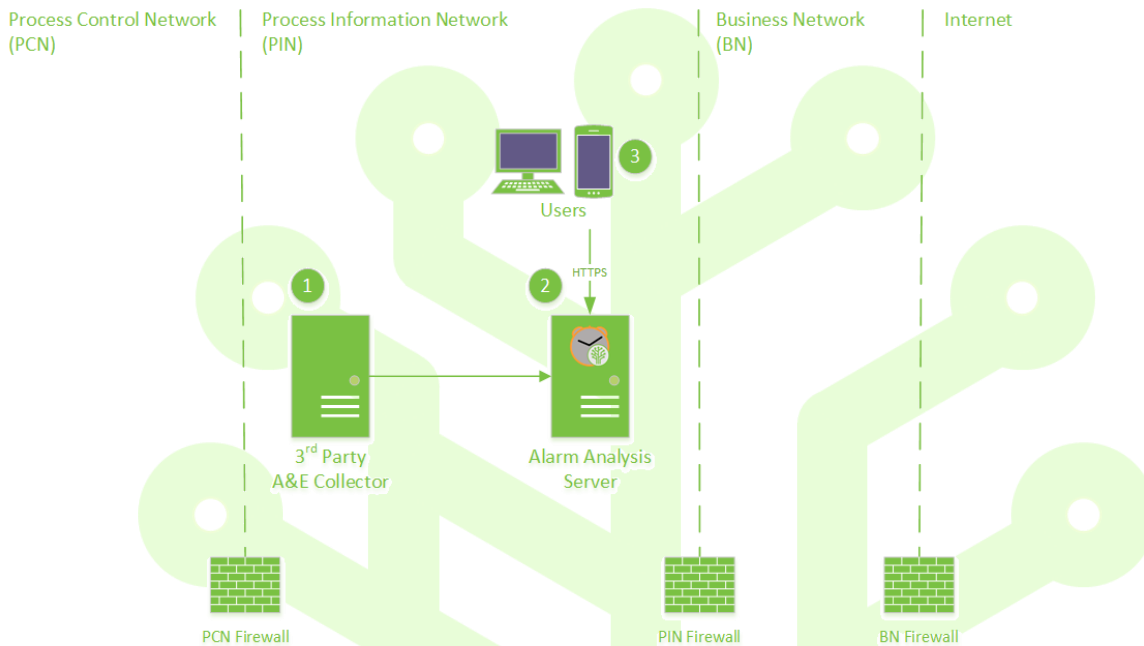 Process Control Network
(PCN)
Process Information Network
(PIN)
Business Network
(BN)
Internet
3
Users
HTTPS
1
2
3rd Party
A&E Collector
Alarm Analysis
Server
PCN Firewall
PIN Firewall
BN Firewall